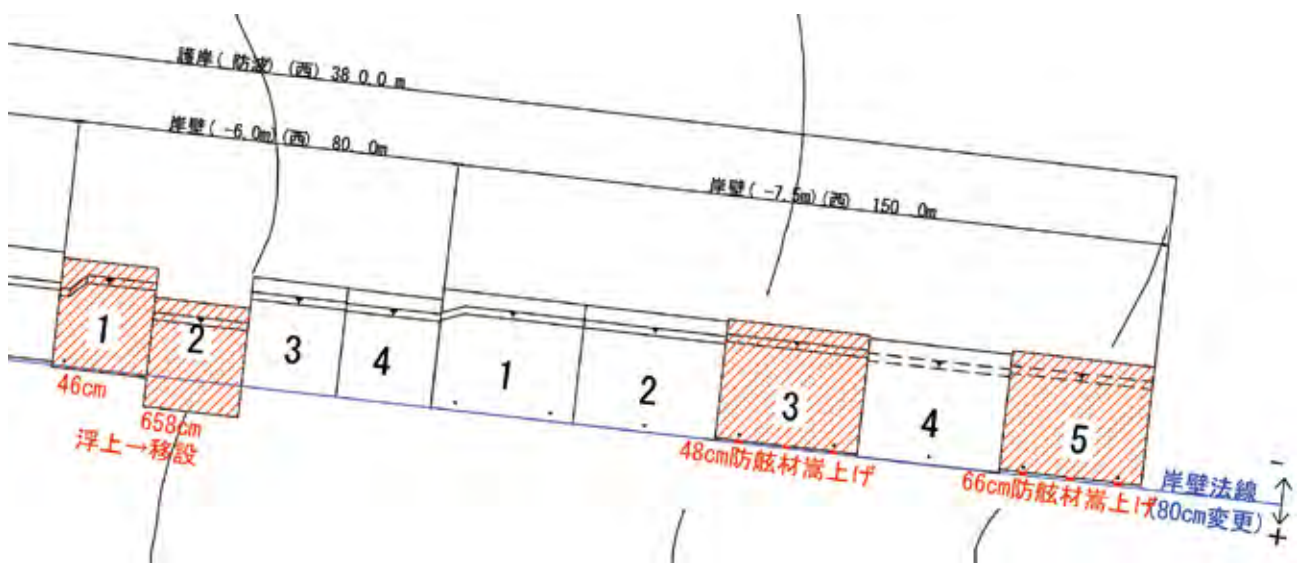 護岸( 防波) (西) 38 0.0 m
岸壁( -6.0m)(西) 80. 0m
岸壁( -7.5m)(西) 150. 0m
1
2
3
4
1
2
3
4
5
46cm
658cm
浮上→移設
48cm防舷材嵩上げ
66cm防舷材嵩上げ
岸壁法線
(80cm変更)
-
+